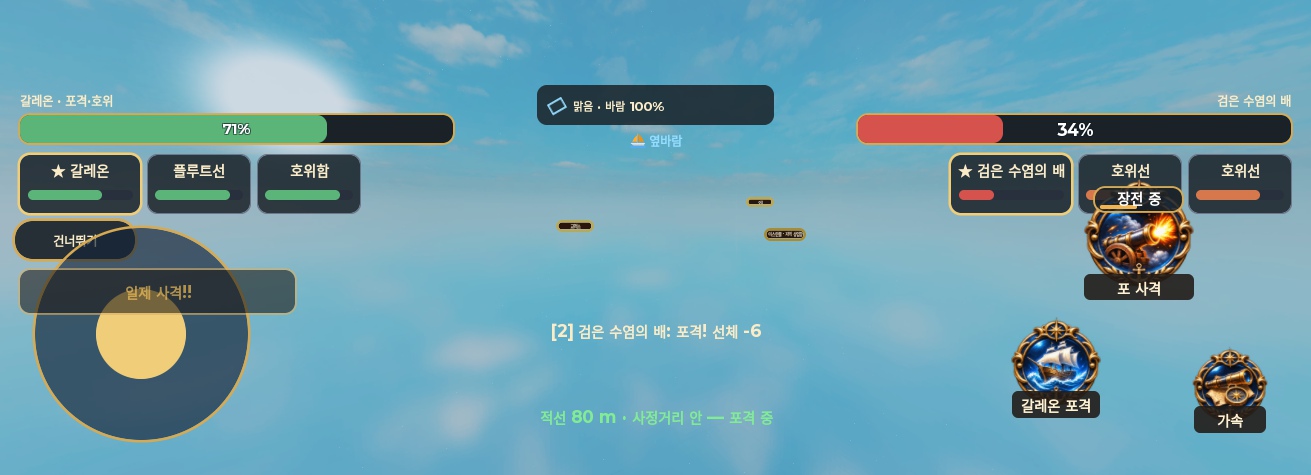 갈레온 · 포격·호위
71%
★ 갈레온
플루트선
호위함
건너뛰기
일제 사격!!
맑음 · 바람 100%
옆바람
검은 수염의 배
34%
★ 검은 수염의 배
호위선
호위선
장전 중
포 사격
[2] 검은 수염의 배: 포격! 선체 -6
적선 80 m · 사정거리 안 — 포격 중
갈레온 포격
가속